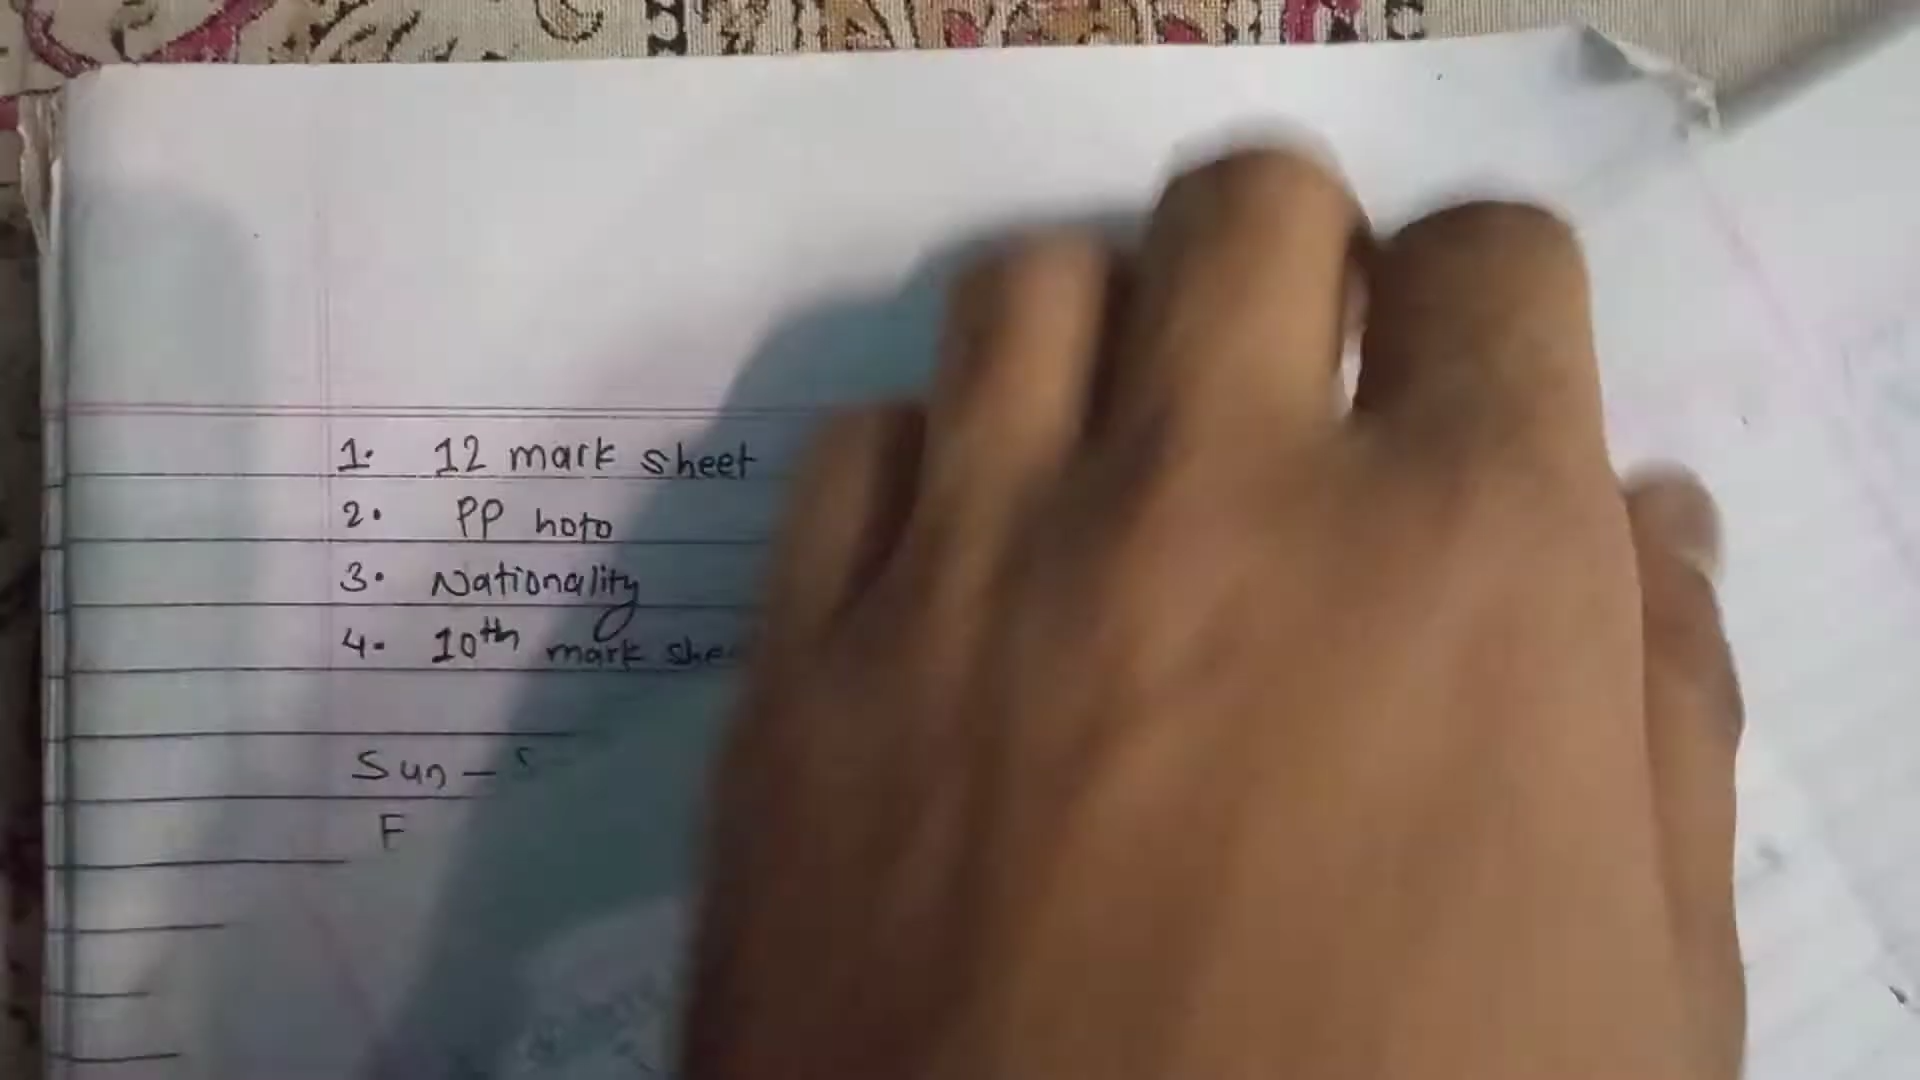 1. 12 mark sheet
2. PP hoto
3. Nationality
4. 10th mark
Sun –
F